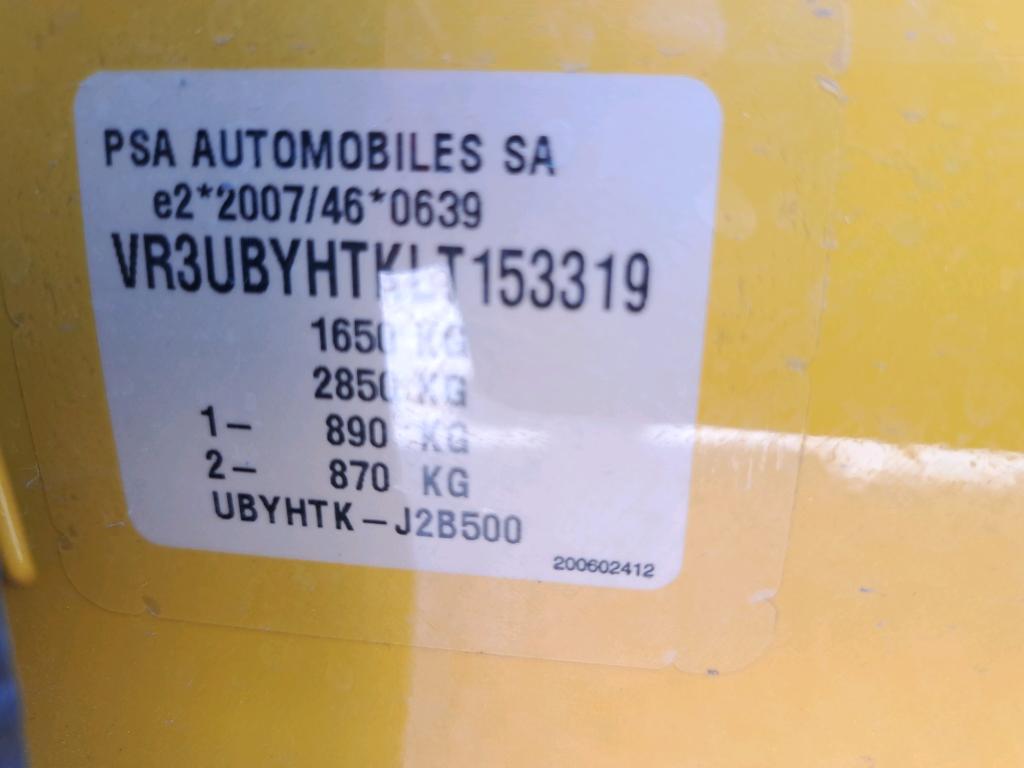 PSA AUTOMOBILES SA
e2*2007/46*0639
VR3UBYHTKLT153319
1650 KG
2850 KG
1- 890 KG
2- 870 KG
UBYHTK-J2B500
200602412